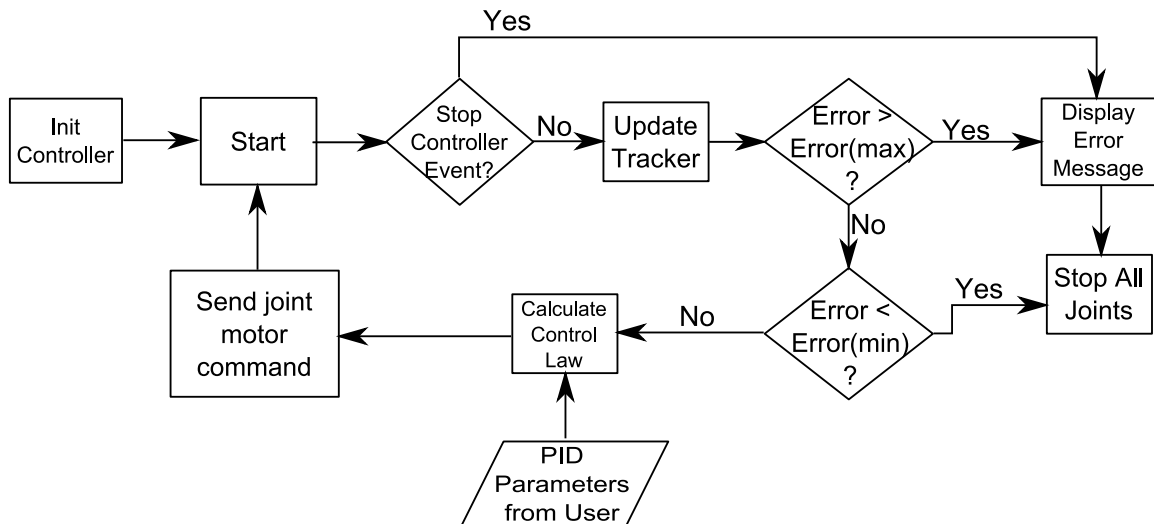 Yes
Init
Controller
Start
Stop
Controller
Event?
No
Update
Tracker
Error >
Error(max)
?
Yes
Display
Error
Message
No
Send joint
motor
command
Calculate
Control
Law
No
Error <
Error(min)
?
Yes
Stop All
Joints
PID
Parameters
from User